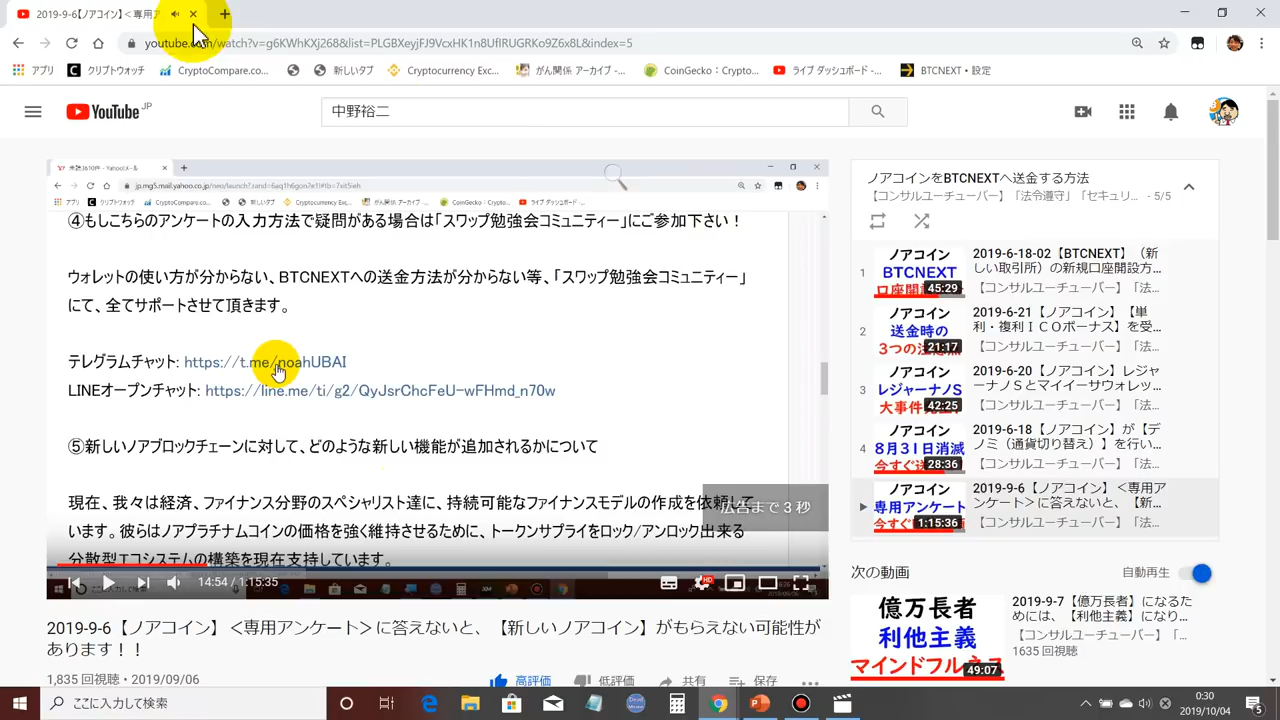 2019-9-6【ノアコイン】＜専用ア
youtube.com/watch?v=g6KWhKXj268&list=PLGBXeyjFJ9VcxHK1n8URRUGRKo9Z6x8L&index=5
アプリ
クリプトウォッチ
CryptoCompare.co...
新しいタブ
Cryptocurrency Exc...
がん関係 アーカイブ -...
CoinGecko：Crypto...
ライブ ダッシュボード -...
BTCNEXT・設定
YouTube JP
中野裕二
④もしこちらのアンケートの入力方法で疑問がある場合は「スワップ勉強会コミュニティー」にご参加下さい！
ウォレットの使い方が分からない、BTCNEXTへの送金方法が分からない等、「スワップ勉強会コミュニティー」
にて、全てサポートさせて頂きます。
テレグラムチャット: https://t.me/noahUBAI
LINEオープンチャット: https://line.me/ti/g2/QyJsrChcFeU-wFHmd_n70w
⑤新しいノアブロックチェーンに対して、どのような新しい機能が追加されるかについて
現在、我々は経済、ファイナンス分野のスペシャリスト達に、持続可能なファイナンスモデルの作成を依頼して
います。彼らはノアプラチナムコインの価格を強く維持させるために、トークンサプライをロック/アンロック出来る
分散型エコシステムの構築を現在支持しています。
広告まで 3 秒
14:54 / 1:15:35
2019-9-6【ノアコイン】＜専用アンケート＞に答えないと、【新しいノアコイン】がもらえない可能性が
あります！！
1,835 回視聴・2019/09/
高評価
低評価
共有
保存
ノアコインをBTCNEXTへ送金する方法
【コンサルユーチューバー】「法令遵守」「セキュリ... - 5/5
1
ノアコイン
BTCNEXT
45:29
2019-6-18-02【BTCNEXT】（新
しい取引所）の新規口座開設方...
【コンサルユーチューバー】「法...
2
ノアコイン
送金時の
21:17
2019-6-21【ノアコイン】【単
利・複利ＩＣＯボーナス】を受...
【コンサルユーチューバー】「法...
3
ノアコイン
レジャーナノS
42:25
2019-6-20【ノアコイン】レジャ
ーナノＳとマイイーサウォレッ...
【コンサルユーチューバー】「法...
4
ノアコイン
8月31日消滅
28:36
2019-6-18【ノアコイン】が【デ
ノミ（通貨切り替え）】を行い...
【コンサルユーチューバー】「法...
ノアコイン
専用アンケート
1:15:36
2019-9-6【ノアコイン】＜専用ア
ンケート＞に答えないと、【新...
【コンサルユーチューバー】「法...
次の動画
自動再生
億万長者
利他主義
マインドフルネス
49:07
2019-9-7【億万長者】になるた
めには、【利他主義】になり...
【コンサルユーチューバー】「...
1635 回視聴
ここに入力して検索
0:30
2019/10/04
5